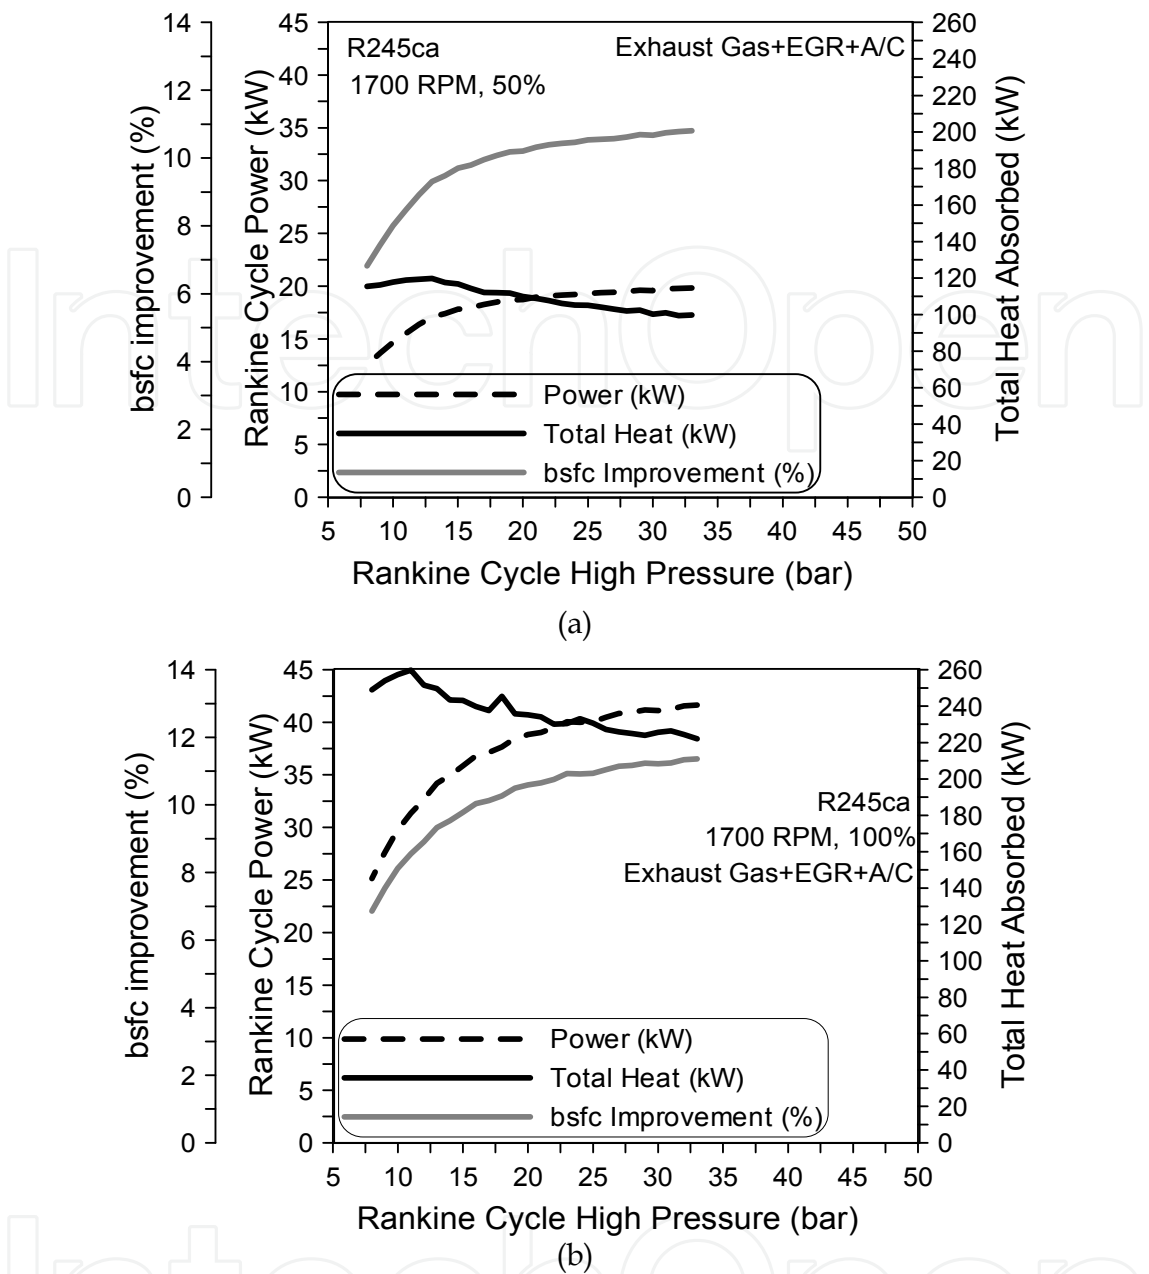 R245ca
Exhaust Gas+EGR+A/C
1700 RPM, 50%
bsfc improvement (%)
14
12
10
8
6
4
2
0
Rankine Cycle Power (kW)
45
40
35
30
25
20
15
10
5
0
Total Heat Absorbed (kW)
260
240
220
200
180
160
140
120
100
80
60
40
20
0
Power (kW)
Total Heat (kW)
bsfc Improvement (%)
5 10 15 20 25 30 35 40 45 50
Rankine Cycle High Pressure (bar)
(a)
bsfc improvement (%)
14
12
10
8
6
4
2
0
Rankine Cycle Power (kW)
45
40
35
30
25
20
15
10
5
0
Total Heat Absorbed (kW)
260
240
220
200
180
160
140
120
100
80
60
40
20
0
R245ca
1700 RPM, 100%
Exhaust Gas+EGR+A/C
Power (kW)
Total Heat (kW)
bsfc Improvement (%)
5 10 15 20 25 30 35 40 45 50
Rankine Cycle High Pressure (bar)
(b)
IntechOpen
IntechOpen